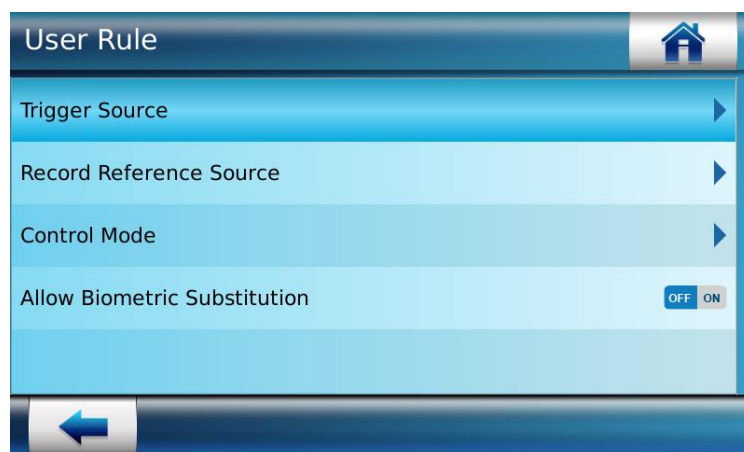 User Rule
Trigger Source
Record Reference Source
Control Mode
Allow Biometric Substitution
OFF ON